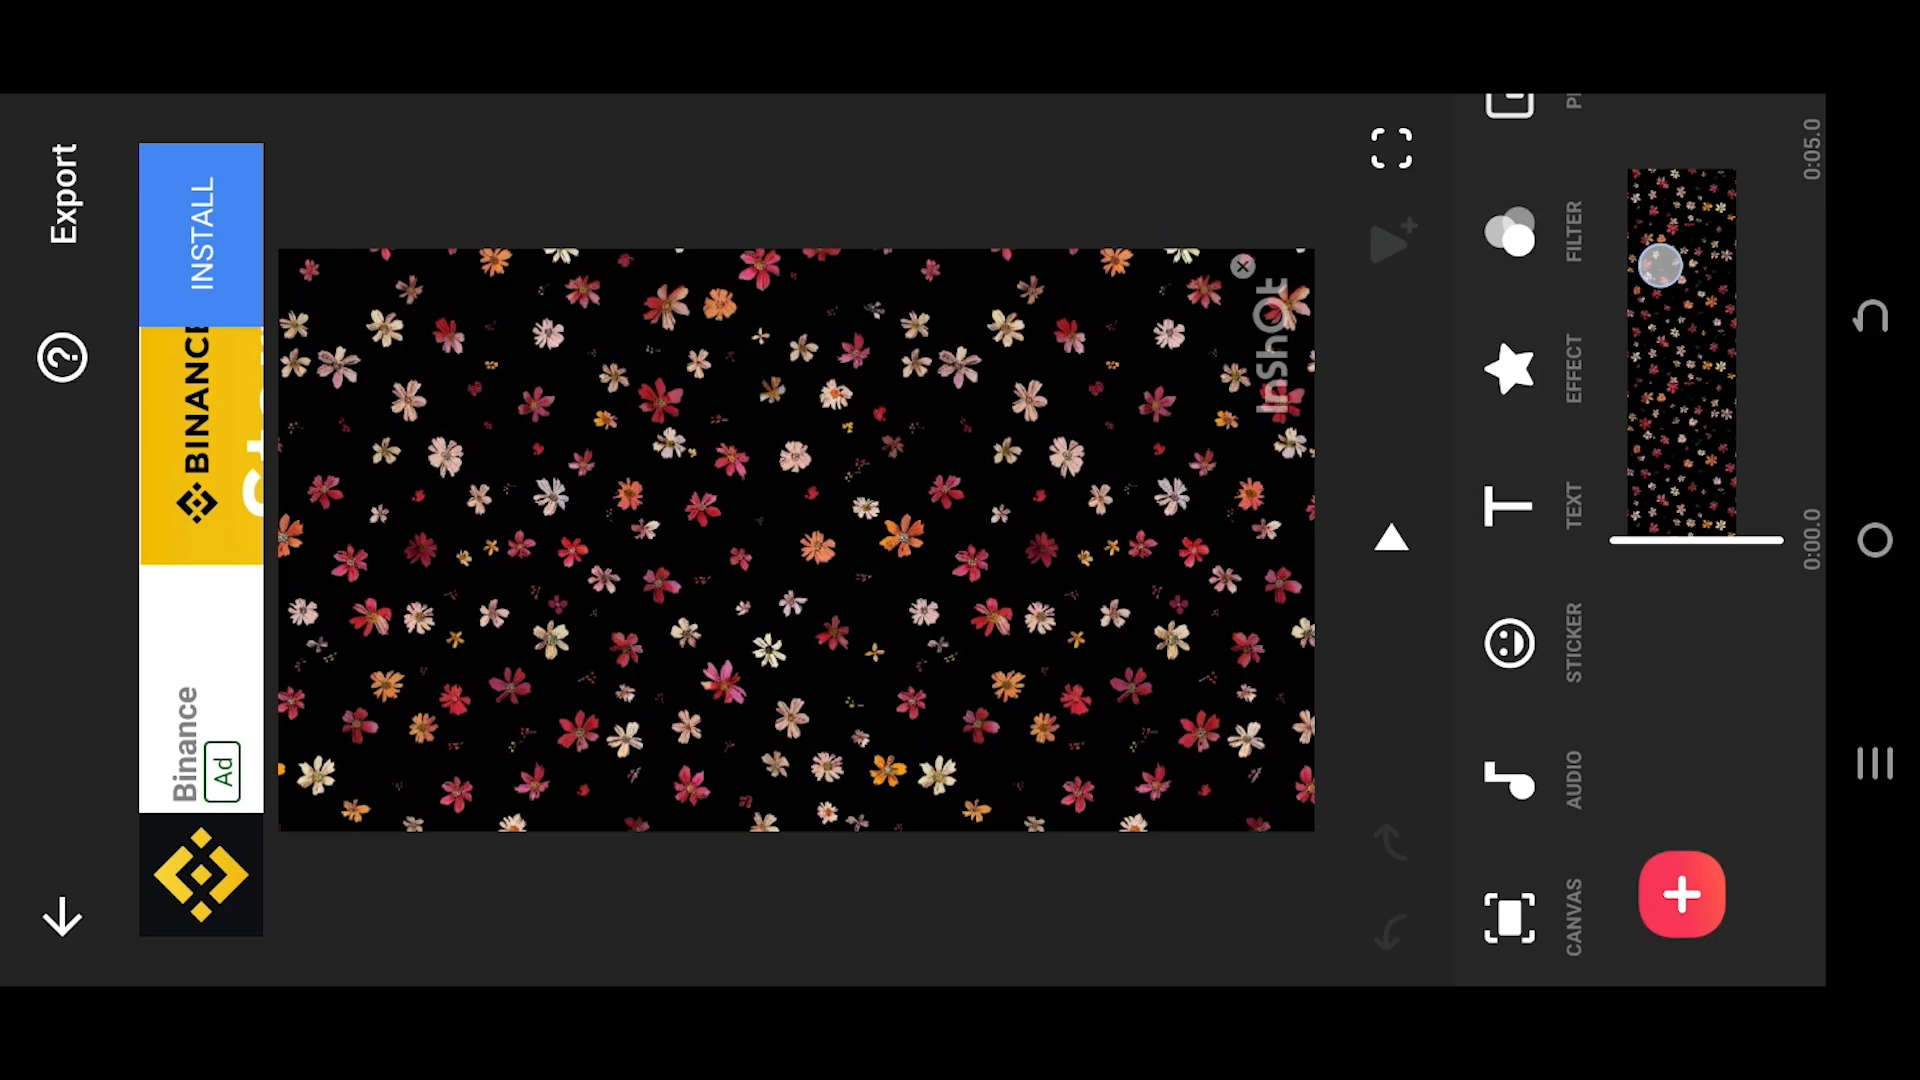 Export
INSTALL
BINANCE
Binance
Ad
InShOt
CANVAS
AUDIO
STICKER
TEXT
EFFECT
FILTER
0:00.0
0:05.0